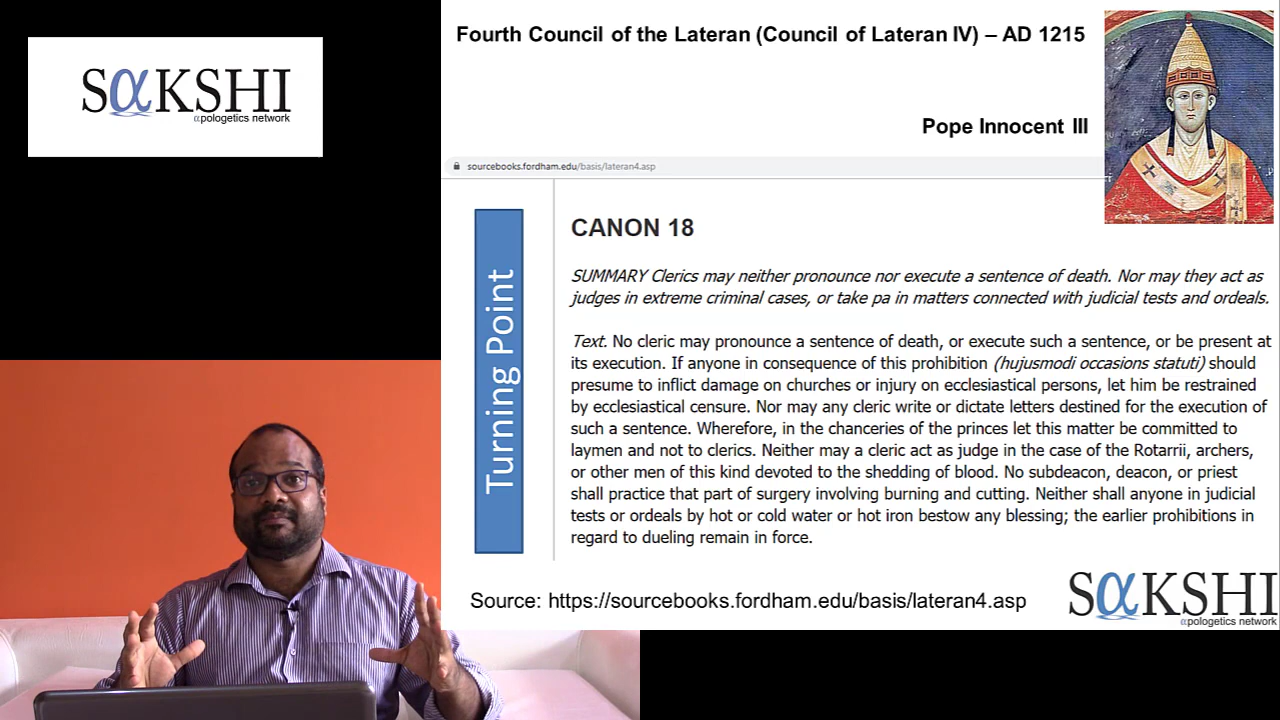 SαKSHI
αpologetics network
Fourth Council of the Lateran (Council of Lateran IV) – AD 1215
Pope Innocent III
sourcebooks.fordham.edu/basis/lateran4.asp
Turning Point
CANON 18
SUMMARY Clerics may neither pronounce nor execute a sentence of death. Nor may they act as
judges in extreme criminal cases, or take pa in matters connected with judicial tests and ordeals.
Text. No cleric may pronounce a sentence of death, or execute such a sentence, or be present at
its execution. If anyone in consequence of this prohibition (hujusmodi occasions statuti) should
presume to inflict damage on churches or injury on ecclesiastical persons, let him be restrained
by ecclesiastical censure. Nor may any cleric write or dictate letters destined for the execution of
such a sentence. Wherefore, in the chanceries of the princes let this matter be committed to
laymen and not to clerics. Neither may a cleric act as judge in the case of the Rotarrii, archers,
or other men of this kind devoted to the shedding of blood. No subdeacon, deacon, or priest
shall practice that part of surgery involving burning and cutting. Neither shall anyone in judicial
tests or ordeals by hot or cold water or hot iron bestow any blessing; the earlier prohibitions in
regard to dueling remain in force.
Source: https://sourcebooks.fordham.edu/basis/lateran4.asp
SαKSHI
αpologetics network